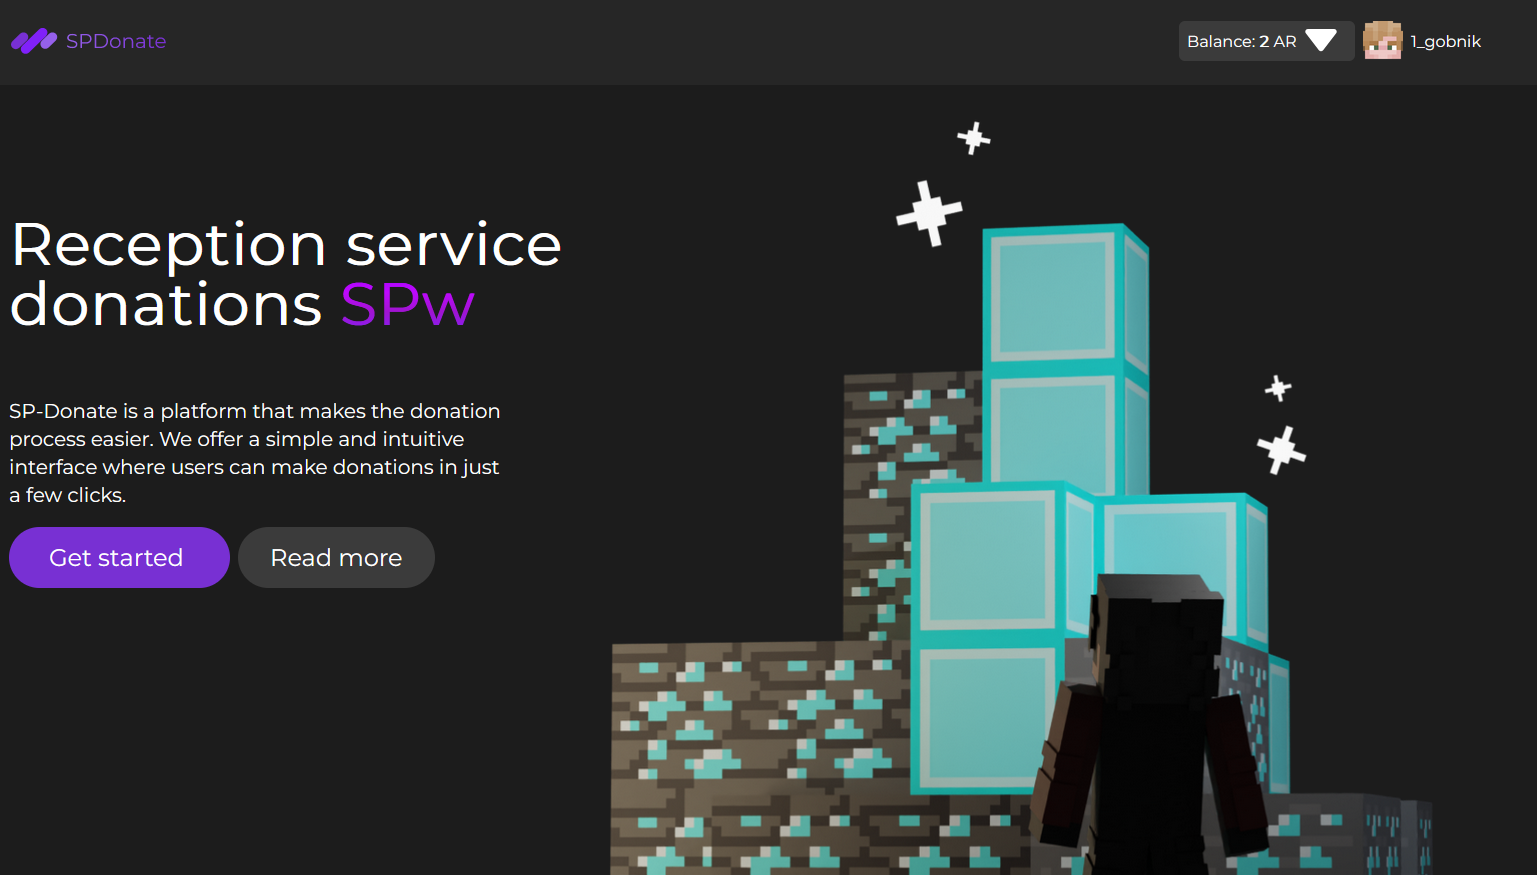 SPDonate
Balance: 2 AR
1_gobnik
Reception service
donations SPw
SP-Donate is a platform that makes the donation
process easier. We offer a simple and intuitive
interface where users can make donations in just
a few clicks.
Get started
Read more